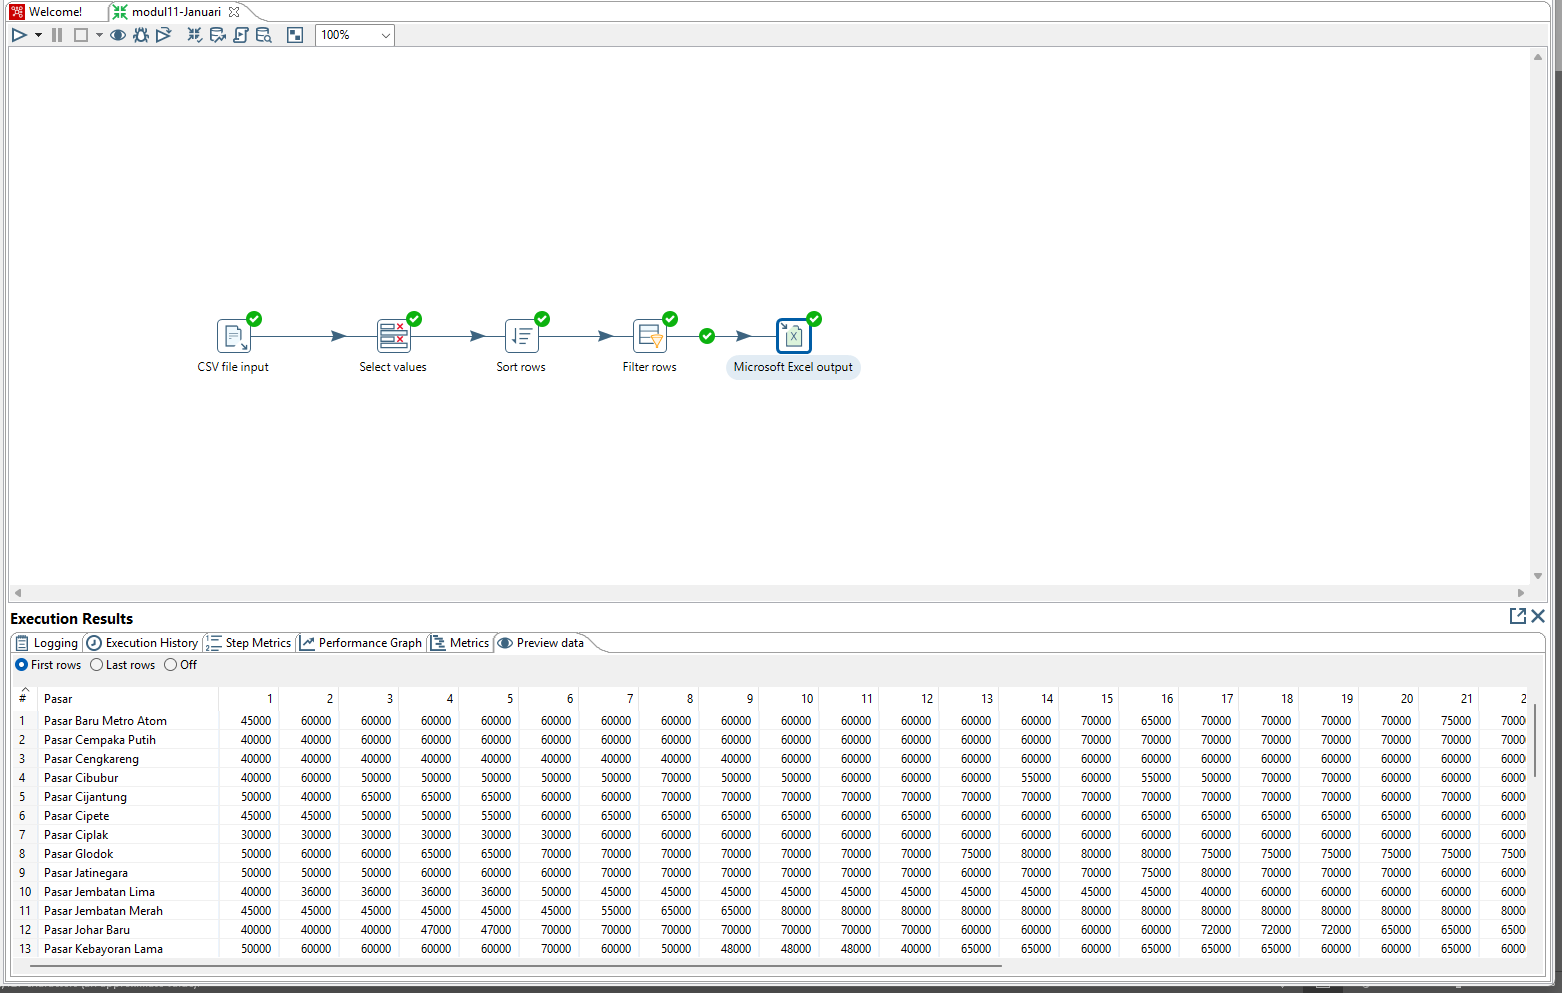 Welcome! modul11-Januari
100%
CSV file input Select values Sort rows Filter rows Microsoft Excel output
Execution Results
Logging Execution History Step Metrics Performance Graph Metrics Preview data
First rows Last rows Off
# Pasar 1 2 3 4 5 6 7 8 9 10 11 12 13 14 15 16 17 18 19 20 21 2
1 Pasar Baru Metro Atom 45000 60000 60000 60000 60000 60000 60000 60000 60000 60000 60000 60000 60000 60000 70000 65000 70000 70000 70000 70000 75000 7000
2 Pasar Cempaka Putih 40000 40000 60000 60000 60000 60000 60000 60000 60000 60000 60000 60000 60000 60000 70000 70000 70000 70000 70000 70000 70000 7000
3 Pasar Cengkareng 40000 40000 40000 40000 40000 40000 40000 40000 40000 60000 60000 60000 60000 60000 60000 60000 60000 60000 60000 60000 60000 6000
4 Pasar Cibubur 40000 60000 50000 50000 50000 50000 50000 70000 50000 50000 60000 60000 60000 55000 60000 55000 50000 70000 70000 60000 60000 6000
5 Pasar Cijantung 50000 40000 65000 65000 65000 60000 60000 70000 70000 70000 70000 70000 70000 70000 70000 70000 70000 70000 70000 60000 70000 6000
6 Pasar Cipete 45000 45000 50000 50000 55000 60000 65000 65000 65000 65000 60000 65000 60000 60000 65000 65000 65000 65000 65000 65000 60000 6000
7 Pasar Ciplak 30000 30000 30000 30000 30000 30000 60000 60000 60000 60000 60000 60000 60000 60000 60000 60000 60000 60000 60000 60000 60000 6000
8 Pasar Glodok 50000 60000 60000 65000 65000 70000 70000 70000 70000 70000 70000 70000 75000 80000 80000 80000 75000 75000 75000 75000 75000 7500
9 Pasar Jatinegara 50000 50000 50000 60000 60000 60000 70000 70000 70000 70000 70000 70000 60000 70000 70000 75000 80000 70000 70000 60000 60000 6000
10 Pasar Jembatan Lima 40000 36000 36000 36000 36000 50000 45000 45000 45000 45000 45000 45000 45000 45000 45000 45000 40000 60000 60000 60000 60000 6000
11 Pasar Jembatan Merah 45000 45000 45000 45000 45000 45000 55000 65000 65000 80000 80000 80000 80000 80000 80000 80000 80000 80000 80000 80000 80000 8000
12 Pasar Johar Baru 40000 40000 40000 47000 47000 70000 70000 70000 70000 70000 70000 70000 60000 60000 60000 60000 72000 72000 72000 65000 65000 6500
13 Pasar Kebayoran Lama 50000 60000 60000 60000 60000 70000 60000 50000 48000 48000 48000 40000 65000 65000 60000 65000 65000 65000 60000 60000 65000 6000